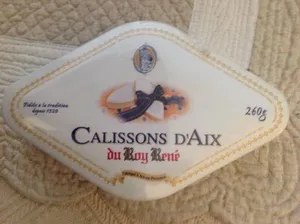 Fidèle à la tradition
depuis 1920
260g
CALISSONS D'AIX
du Roy René